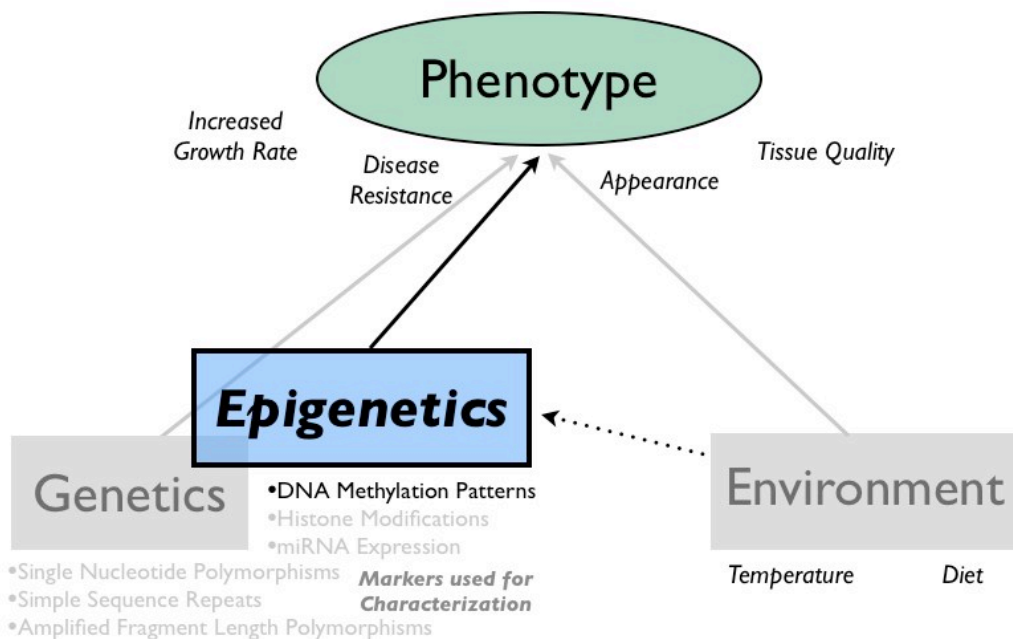 Phenotype
Increased
Growth Rate
Disease
Resistance
Appearance
Tissue Quality
Epigenetics
Genetics
•DNA Methylation Patterns
•Histone Modifications
•miRNA Expression
•Single Nucleotide Polymorphisms
•Simple Sequence Repeats
•Amplified Fragment Length Polymorphisms
Markers used for
Characterization
Environment
Temperature
Diet